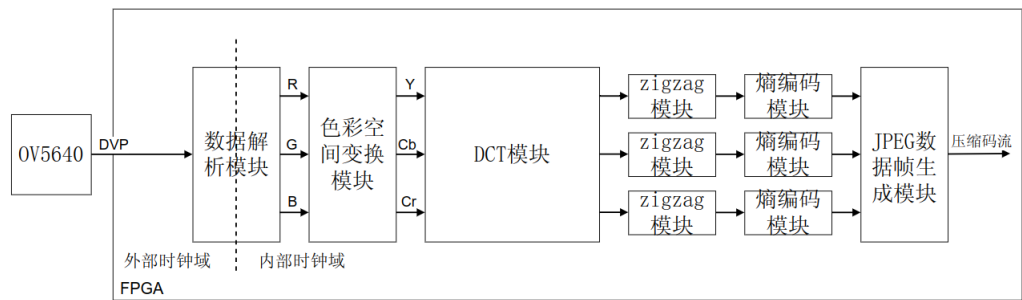 OV5640
DVP
数据解
析模块
R
G
B
色彩空
间变换
模块
Y
Cb
Cr
DCT模块
zigzag
模块
zigzag
模块
zigzag
模块
熵编码
模块
熵编码
模块
熵编码
模块
JPEG数
据帧生
成模块
压缩码流
外部时钟域
内部时钟域
FPGA